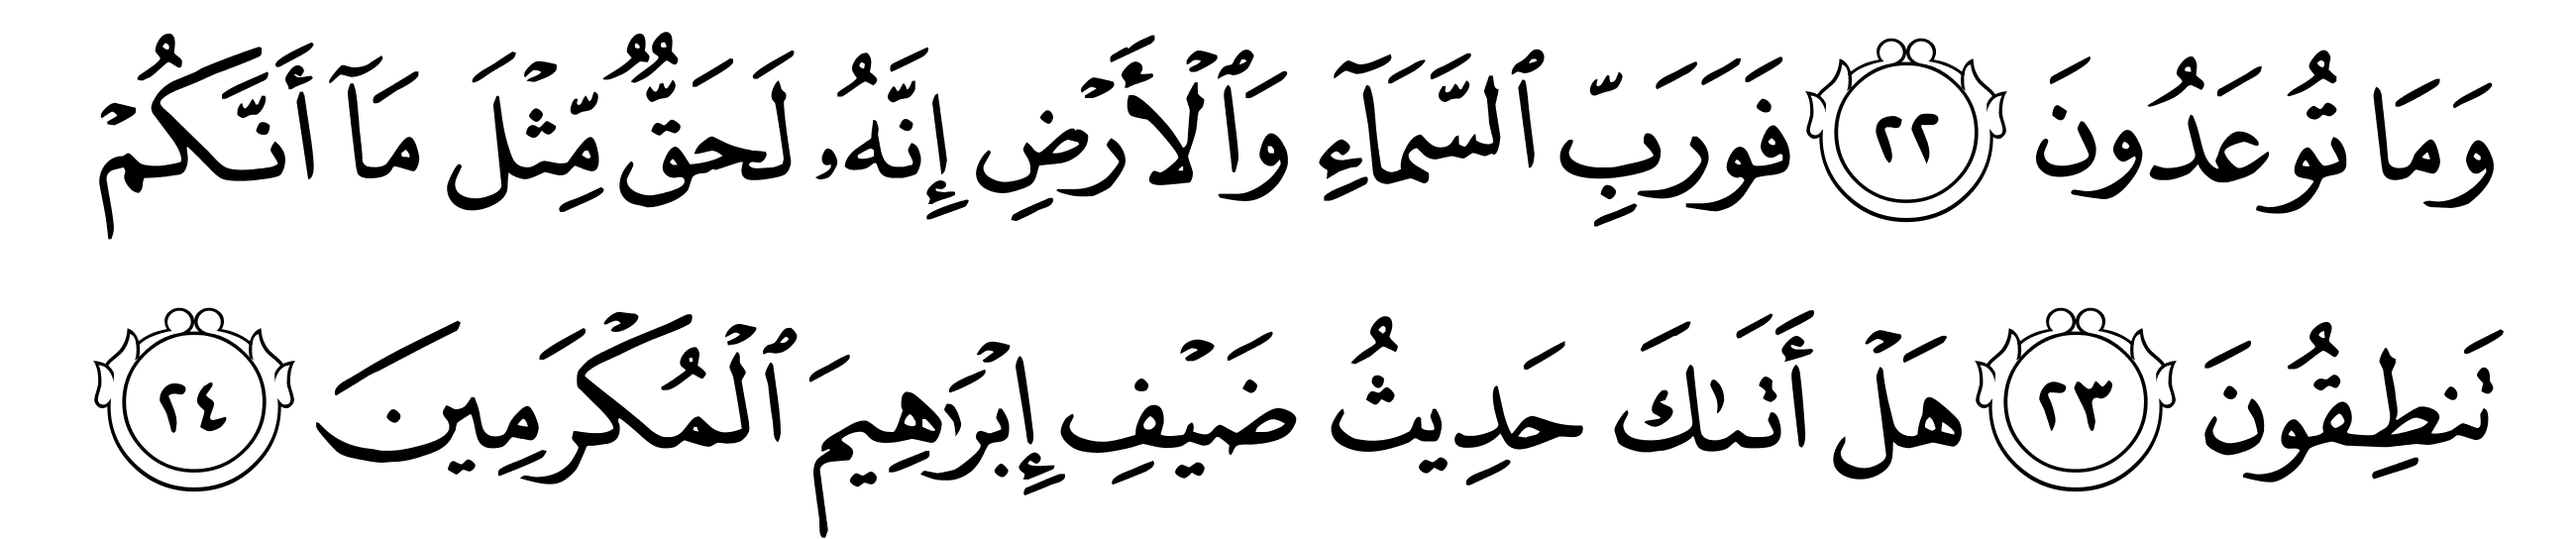 وَمَا تُوعَدُونَ ٢٢ فَوَرَبِّ ٱلسَّمَآءِ وَٱلْأَرْضِ إِنَّهُۥ لَحَقٌّ مِّثْلَ مَآ أَنَّكُمْ
تَنطِقُونَ ٢٣ هَلْ أَتَىٰكَ حَدِيثُ ضَيْفِ إِبْرَٰهِيمَ ٱلْمُكْرَمِينَ ٢٤